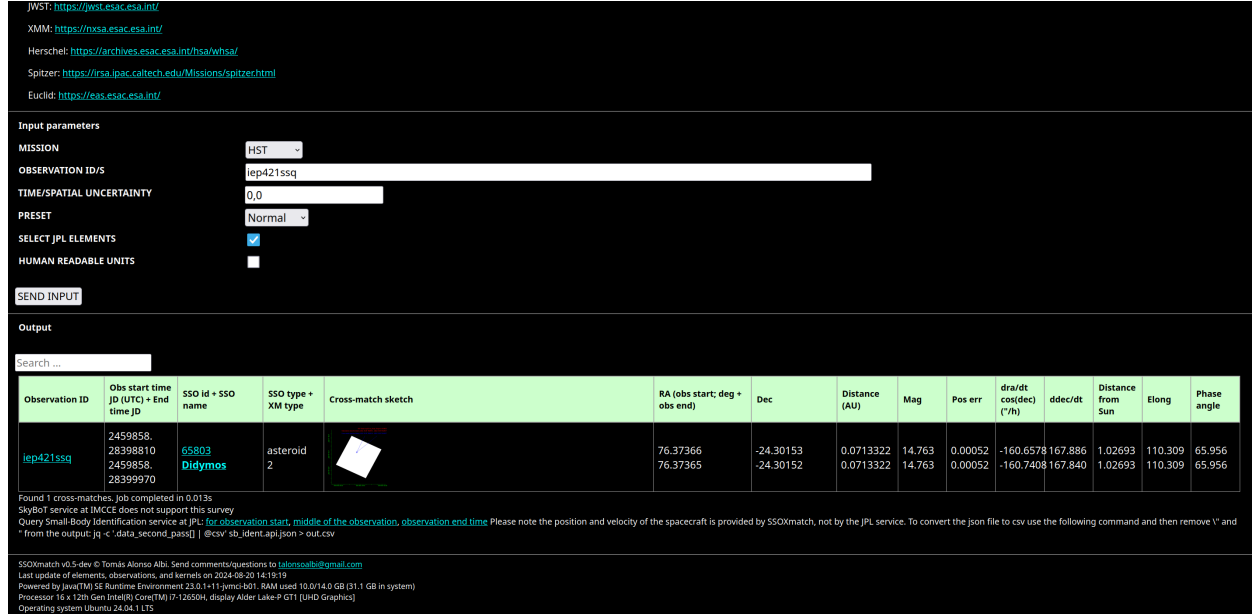 JWST: https://jwst.esac.esa.int/
XMM: https://nxsa.esac.esa.int/
Herschel: https://archives.esac.esa.int/hsa/whsa/
Spitzer: https://irsa.ipac.caltech.edu/Missions/spitzer.html
Euclid: https://eas.esac.esa.int/
Input parameters
MISSION HST
OBSERVATION ID/S iep421ssq
TIME/SPATIAL UNCERTAINTY 0,0
PRESET Normal
SELECT JPL ELEMENTS
HUMAN READABLE UNITS
SEND INPUT
Output
Search ...
Observation ID Obs start time JD (UTC) + End time JD SSO id + SSO name SSO type + XM type Cross-match sketch RA (obs start; deg + obs end) Dec Distance (AU) Mag Pos err dra/dt cos(dec) ("/h) ddec/dt Distance from Sun Elong Phase angle
iep421ssq 2459858.28398810 2459858.28399970 65803 Didymos asteroid 2 76.37366 76.37365 -24.30153 -24.30152 0.0713322 0.0713322 14.763 14.763 0.00052 0.00052 -160.6578 -160.7408 167.886 167.840 1.02693 1.02693 110.309 110.309 65.956 65.956
Found 1 cross-matches. Job completed in 0.013s
SkyBoT service at IMCCE does not support this survey
Query Small-Body Identification service at JPL: for observation start, middle of the observation, observation end time Please note the position and velocity of the spacecraft is provided by SSOXmatch, not by the JPL service. To convert the json file to csv use the following command and then remove \" and
" from the output: jq -c '.data_second_pass[] | @csv' sb_ident.api.json > out.csv
SSOXmatch v0.5-dev © Tomás Alonso Albi. Send comments/questions to talonsoalbi@gmail.com
Last update of elements, observations, and kernels on 2024-08-20 14:19:19
Powered by Java(TM) SE Runtime Environment 23.0.1+11-jvmci-b01. RAM used 10.0/14.0 GB (31.1 GB in system)
Processor 16 x 12th Gen Intel(R) Core(TM) i7-12650H, display Alder Lake-P GT1 [UHD Graphics]
Operating system Ubuntu 24.04.1 LTS